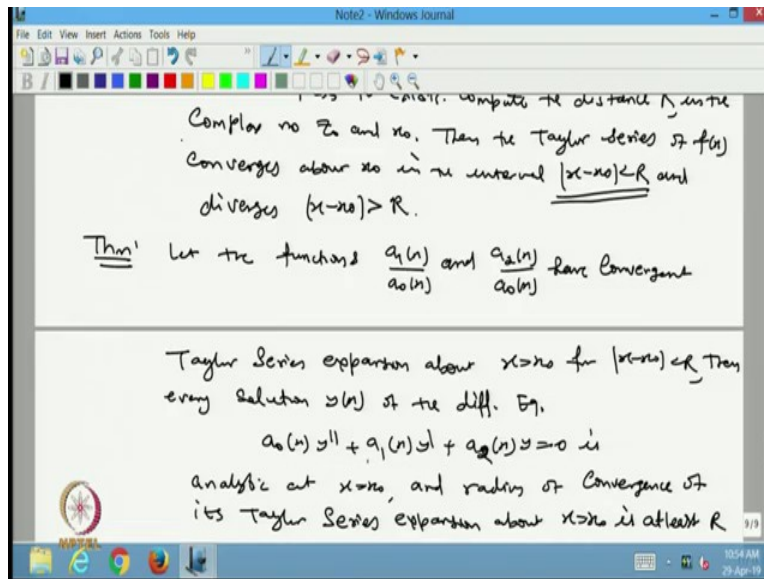 Note2 - Windows Journal
File Edit View Insert Actions Tools Help
B I
Compute the distance
Complex no z₀ and x₀. Then the Taylor Series of f(x)
Converges about x₀ in the interval |x-x₀|<R and
diverges |x-x₀|> R.
Thm' Let the functions a₁(x)/a₀(x) and a₂(x)/a₀(x) have Convergent
Taylor Series expansion about x=x₀ for |x-x₀|<R, Then
every Solution y(x) of the diff. Eq.
a₀(x) y'' + a₁(x) y' + a₂(x) y = 0 is
analytic at x=x₀, and radius of Convergence of
its Taylor Series expansion about x=x₀ is atleast R
9/9
NPTEL
10:54 AM
29-Apr-19